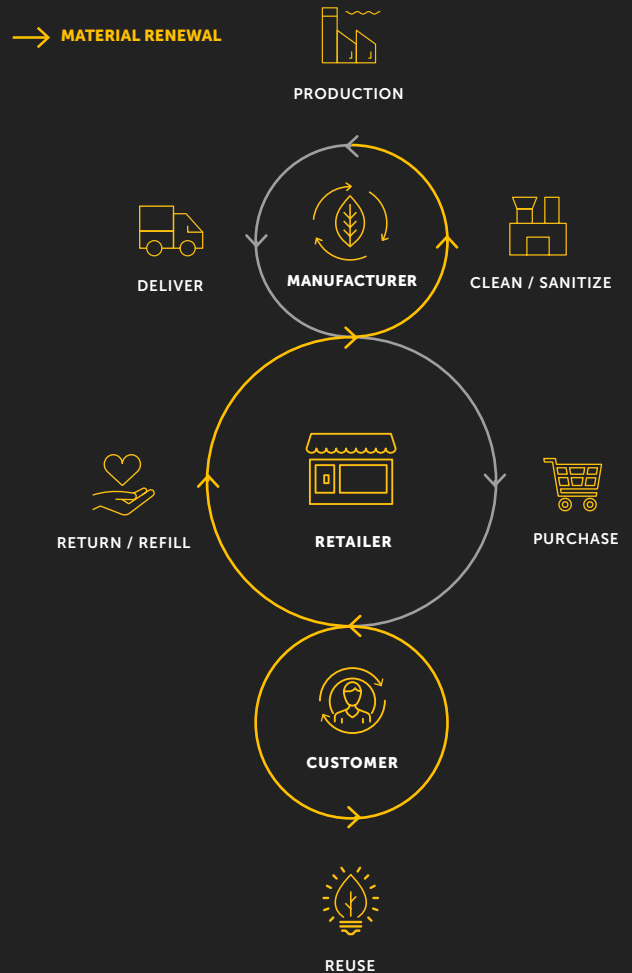 MATERIAL RENEWAL
PRODUCTION
DELIVER
MANUFACTURER
CLEAN / SANITIZE
RETURN / REFILL
RETAILER
PURCHASE
CUSTOMER
REUSE